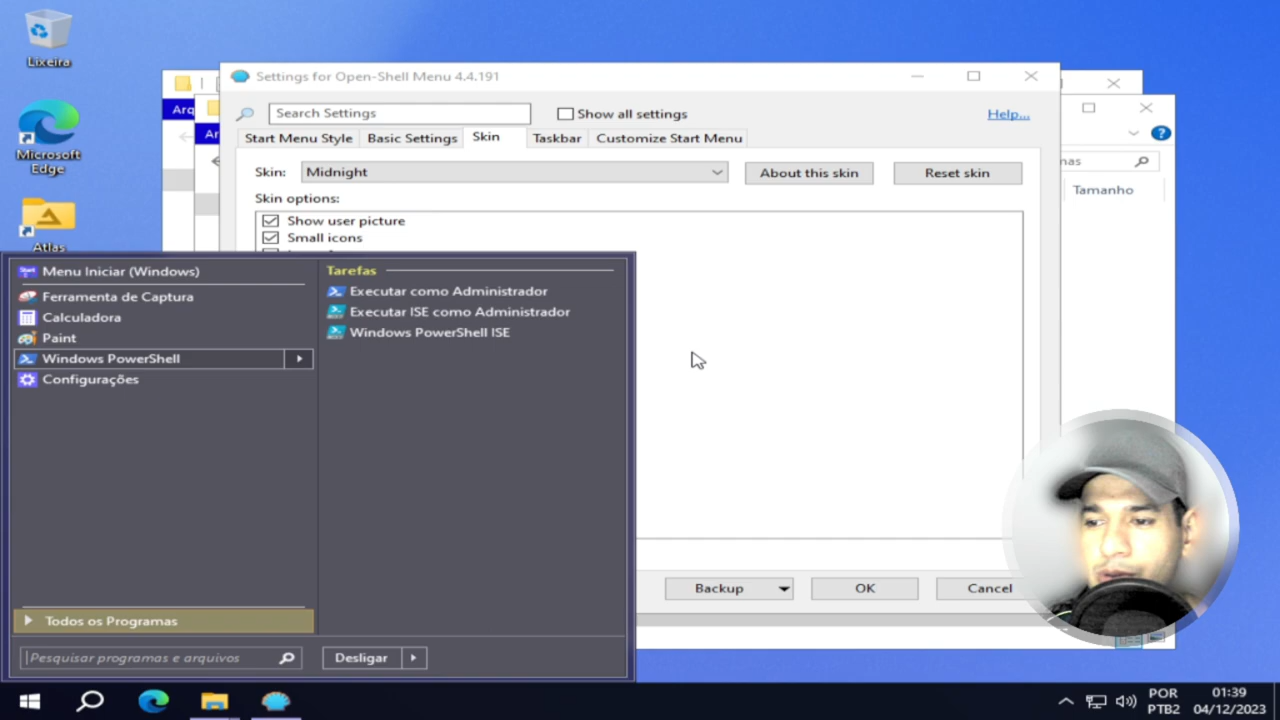 Lixeira
Microsoft
Edge
Atlas
Arq
Ar
Settings for Open-Shell Menu 4.4.191
Search Settings
Show all settings
Help...
Start Menu Style
Basic Settings
Skin
Taskbar
Customize Start Menu
Skin:
Midnight
About this skin
Reset skin
Skin options:
Show user picture
Small icons
nas
Tamanho
Menu Iniciar (Windows)
Ferramenta de Captura
Calculadora
Paint
Windows PowerShell
Configurações
Tarefas
Executar como Administrador
Executar ISE como Administrador
Windows PowerShell ISE
Todos os Programas
Pesquisar programas e arquivos
Desligar
Backup
OK
Cancel
POR
PTB2
01:39
04/12/2023